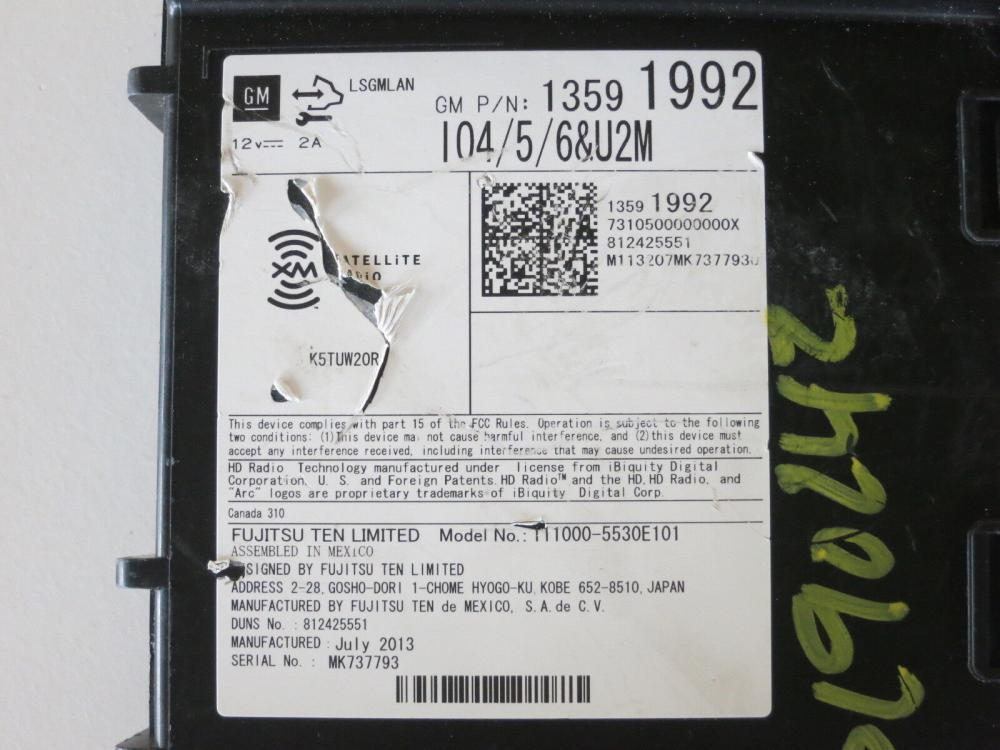 GM
LSGMLAN
GM P/N: 1359 1992
12v 2A
IO4/5/6&U2M
1359 1992
7310500000000X
812425551
M113207MK737793U
XM
K5TUW20R
This device complies with part 15 of the FCC Rules. Operation is subject to the following
two conditions: (1)This device may not cause harmful interference, and (2)this device must
accept any interference received, including interference that may cause undesired operation.
HD Radio Technology manufactured under license from iBiquity Digital
Corporation, U. S. and Foreign Patents. HD Radio™ and the HD, HD Radio, and
"Arc" logos are proprietary trademarks of iBiquity Digital Corp.
Canada 310
FUJITSU TEN LIMITED Model No.: 111000-5530E101
ASSEMBLED IN MEXiCO
SIGNED BY FUJITSU TEN LIMITED
ADDRESS 2-28, GOSHO-DORI 1-CHOME HYOGO-KU, KOBE 652-8510, JAPAN
MANUFACTURED BY FUJITSU TEN de MEXICO, S.A. de C.V.
DUNS No. : 812425551
MANUFACTURED : July 2013
SERIAL No. : MK737793